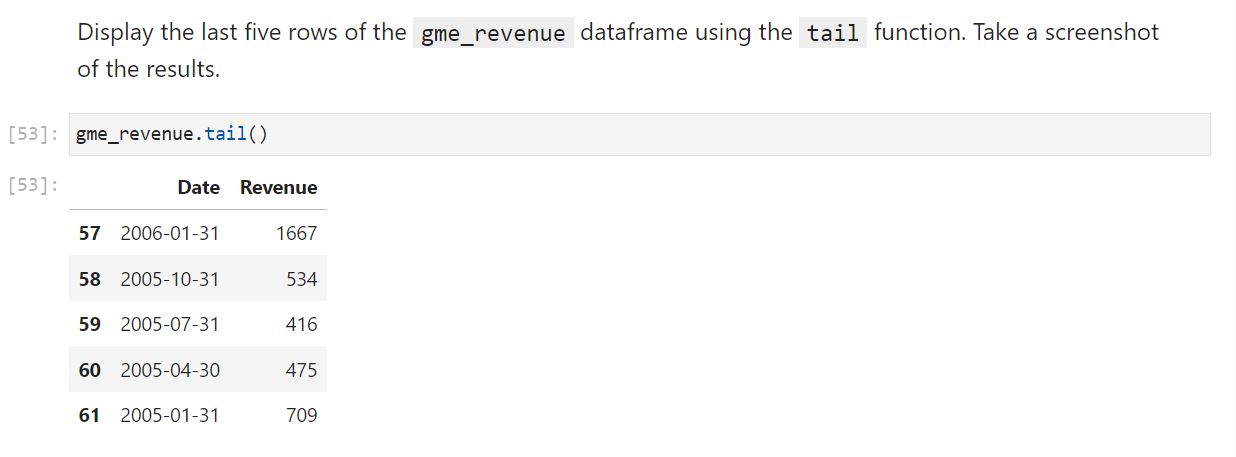 Display the last five rows of the gme_revenue dataframe using the tail function. Take a screenshot
of the results.
[53]: gme_revenue.tail()
[53]: Date Revenue
57 2006-01-31 1667
58 2005-10-31 534
59 2005-07-31 416
60 2005-04-30 475
61 2005-01-31 709